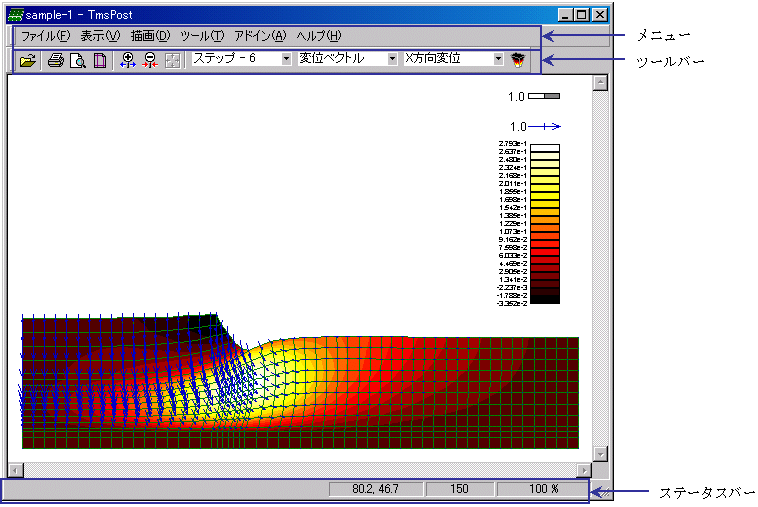 sample-1 - TmsPost
ファイル(F) 表示(V) 描画(D) ツール(T) アドイン(A) ヘルプ(H)
メニュー
ステップ - 6 変位ベクトル X方向変位
ツールバー
1.0
1.0
2.793e-1
2.637e-1
2.480e-1
2.324e-1
2.168e-1
2.011e-1
1.855e-1
1.698e-1
1.542e-1
1.385e-1
1.229e-1
1.073e-1
9.162e-2
7.598e-2
6.033e-2
4.469e-2
2.905e-2
1.341e-2
-2.237e-3
-1.788e-2
-3.352e-2
80.2, 46.7 150 100 %
ステータスバー